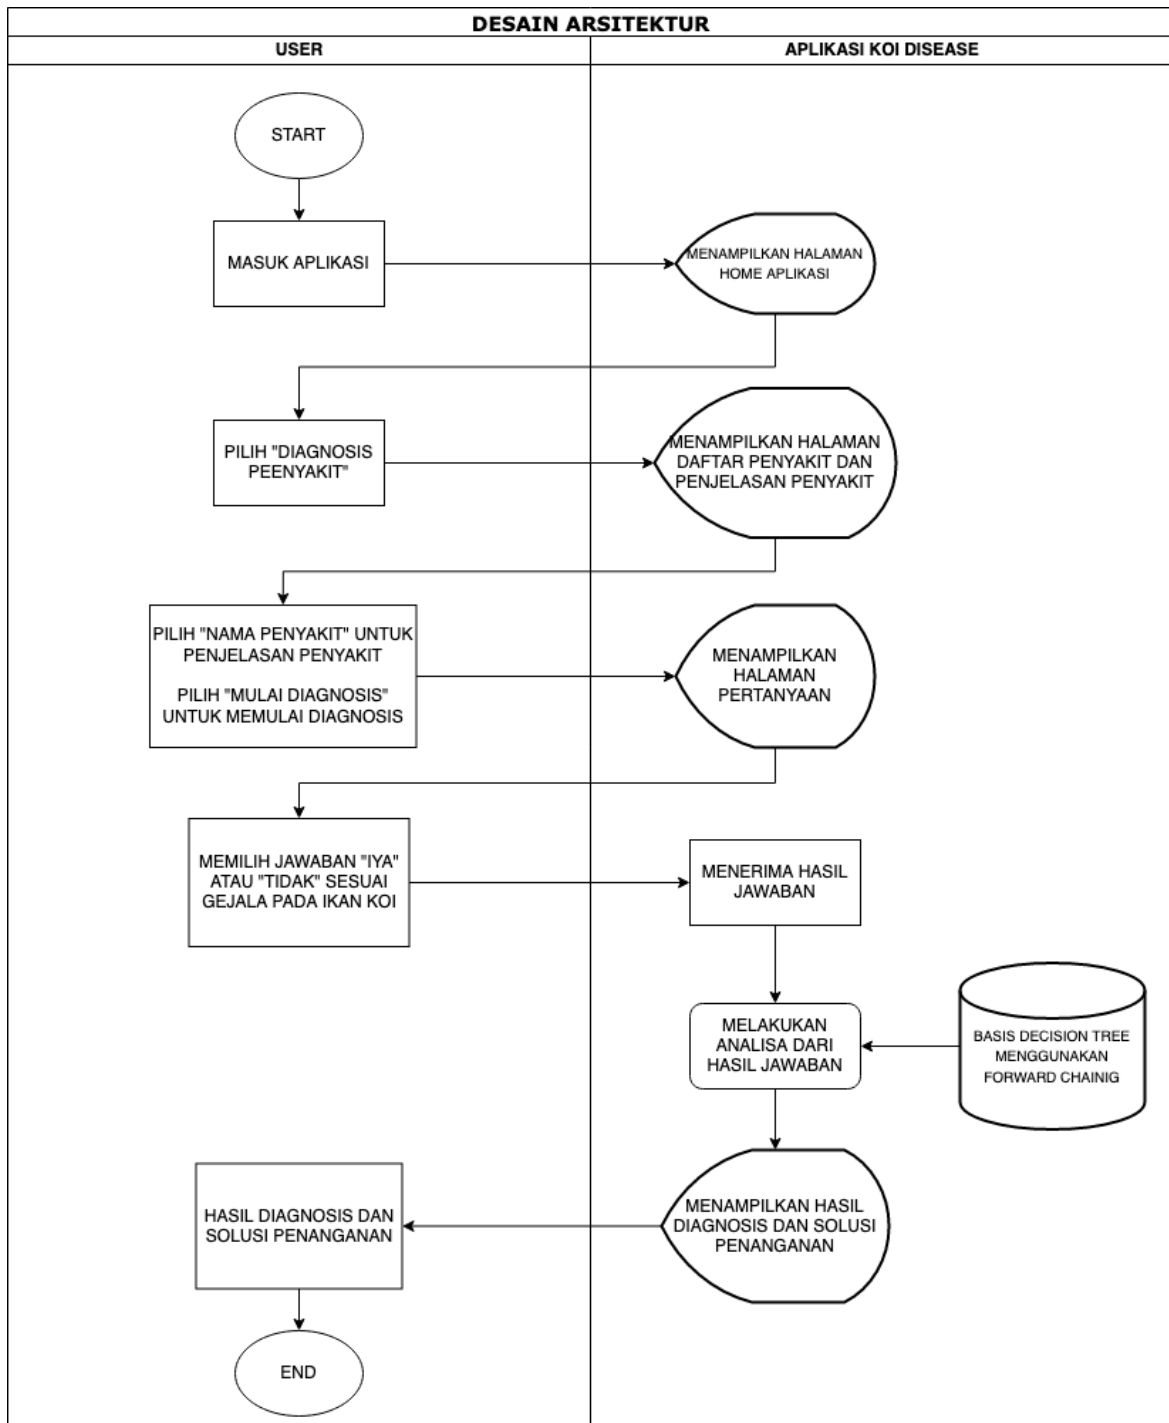 DESAIN ARSITEKTUR
USER
APLIKASI KOI DISEASE
START
MASUK APLIKASI
MENAMPILKAN HALAMAN
HOME APLIKASI
PILIH "DIAGNOSIS
PEENYAKIT"
MENAMPILKAN HALAMAN
DAFTAR PENYAKIT DAN
PENJELASAN PENYAKIT
PILIH "NAMA PENYAKIT" UNTUK
PENJELASAN PENYAKIT
PILIH "MULAI DIAGNOSIS"
UNTUK MEMULAI DIAGNOSIS
MENAMPILKAN
HALAMAN
PERTANYAAN
MEMILIH JAWABAN "IYA"
ATAU "TIDAK" SESUAI
GEJALA PADA IKAN KOI
MENERIMA HASIL
JAWABAN
MELAKUKAN
ANALISA DARI
HASIL JAWABAN
BASIS DECISION TREE
MENGGUNAKAN
FORWARD CHAINIG
MENAMPILKAN HASIL
DIAGNOSIS DAN SOLUSI
PENANGANAN
HASIL DIAGNOSIS DAN
SOLUSI PENANGANAN
END